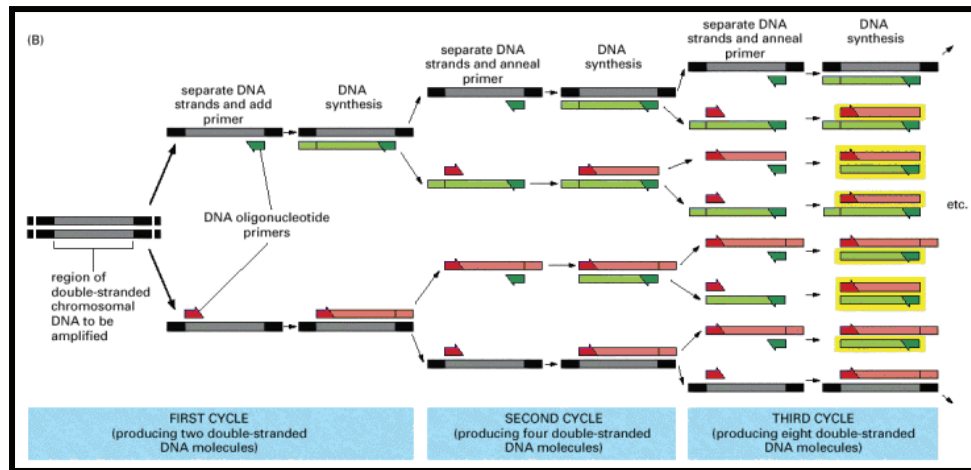 (B)
separate DNA
strands and add
primer
DNA
synthesis
separate DNA
strands and anneal
primer
DNA
synthesis
separate DNA
strands and anneal
primer
DNA
synthesis
DNA oligonucleotide
primers
region of
double-stranded
chromosomal
DNA to be
amplified
etc.
FIRST CYCLE
(producing two double-stranded
DNA molecules)
SECOND CYCLE
(producing four double-stranded
DNA molecules)
THIRD CYCLE
(producing eight double-stranded
DNA molecules)